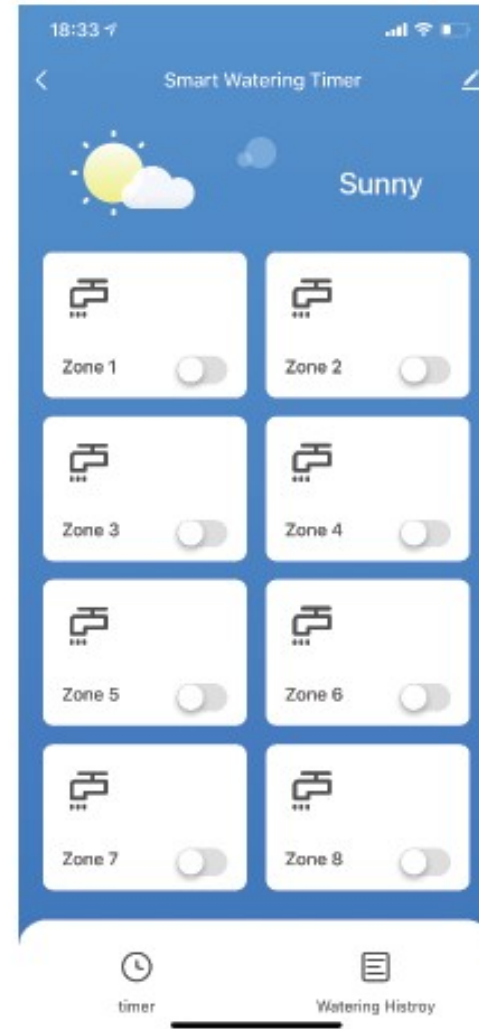 18:33
Smart Watering Timer
Sunny
Zone 1 Zone 2
Zone 3 Zone 4
Zone 5 Zone 6
Zone 7 Zone 8
timer Watering Histroy